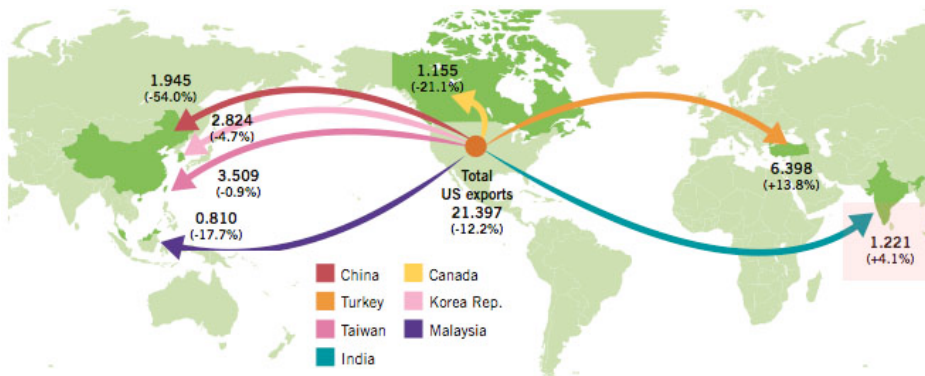 1.155
(-21.1%)
1.945
(-54.0%)
2.824
(-4.7%)
3.509
(-0.9%)
0.810
(-17.7%)
Total
US exports
21.397
(-12.2%)
6.398
(+13.8%)
1.221
(+4.1%)
China
Canada
Turkey
Korea Rep.
Taiwan
Malaysia
India